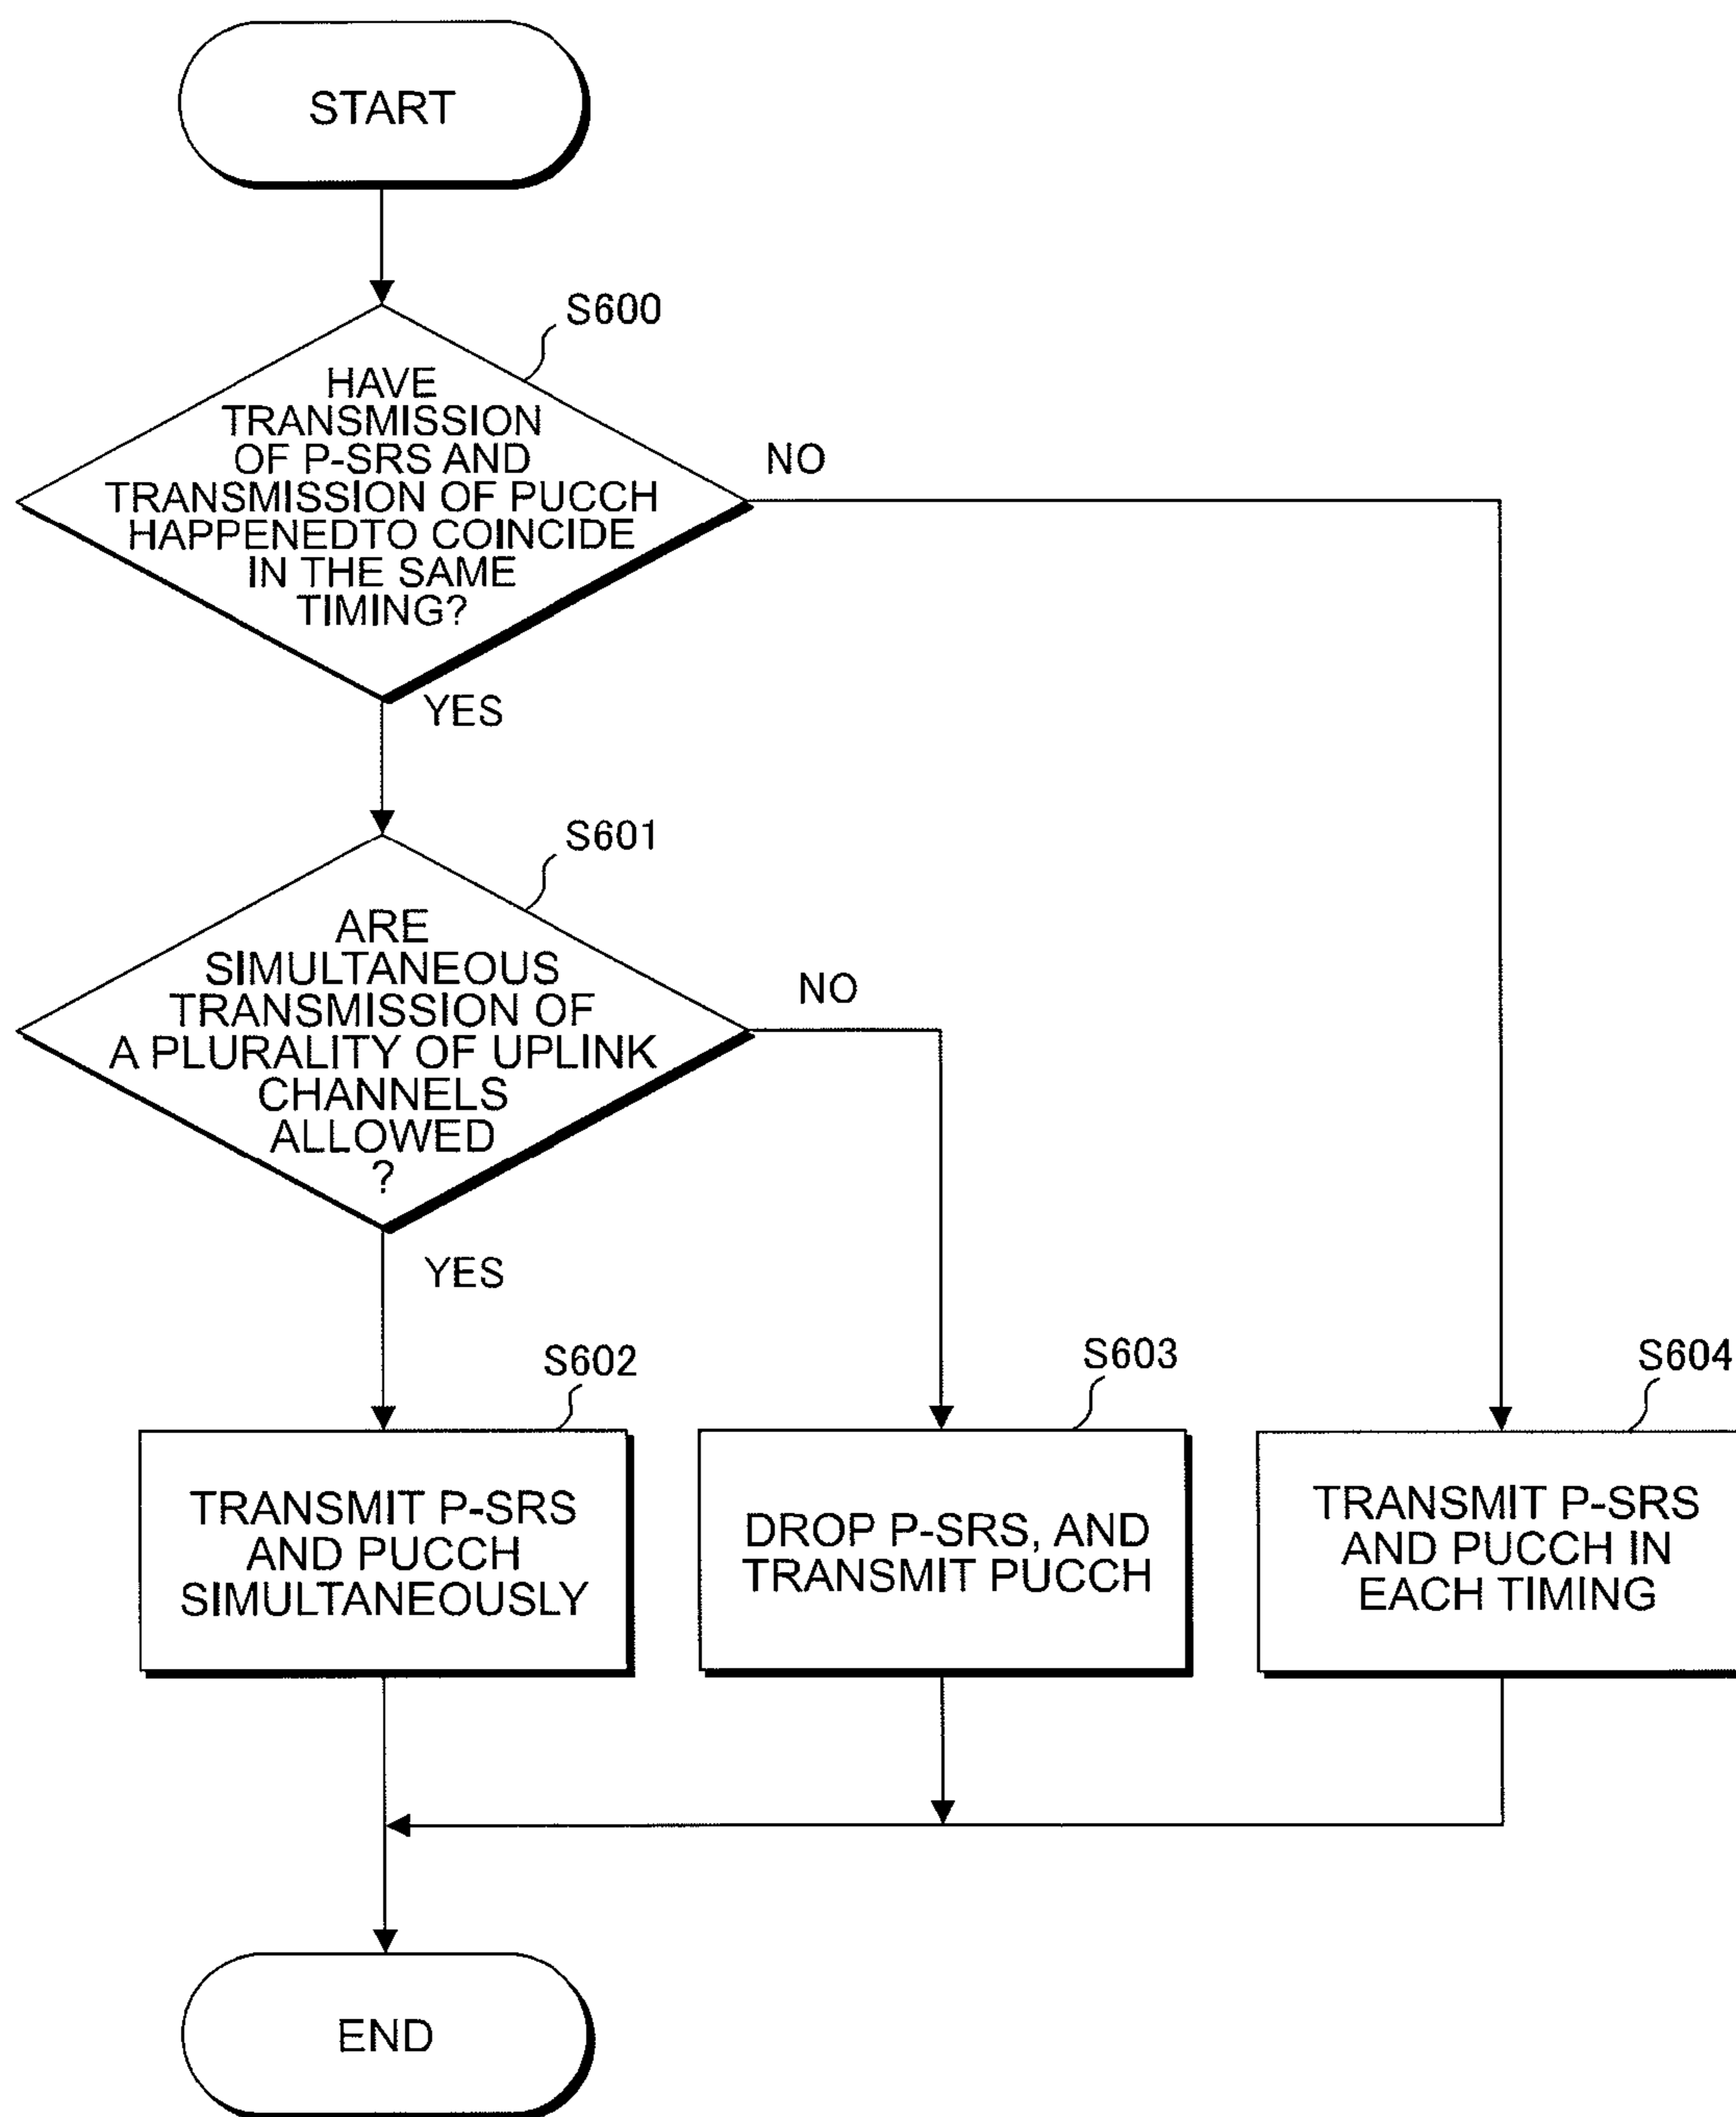 START
S600
HAVE
TRANSMISSION
OF P-SRS AND
TRANSMISSION OF PUCCH
HAPPENEDTO COINCIDE
IN THE SAME
TIMING?
NO
YES
S601
ARE
SIMULTANEOUS
TRANSMISSION OF
A PLURALITY OF UPLINK
CHANNELS
ALLOWED
?
NO
YES
S602
TRANSMIT P-SRS
AND PUCCH
SIMULTANEOUSLY
S603
DROP P-SRS, AND
TRANSMIT PUCCH
S604
TRANSMIT P-SRS
AND PUCCH IN
EACH TIMING
END